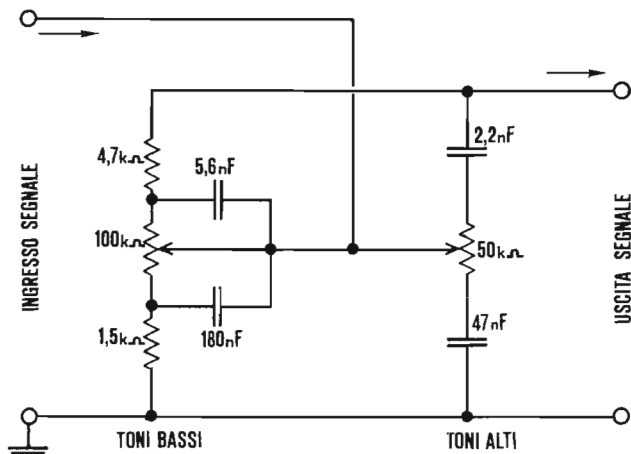 INGRESSO SEGNALE
4,7kΩ
5,6nF
100kΩ
180nF
1,5kΩ
2,2nF
50kΩ
47nF
USCITA SEGNALE
TONI BASSI
TONI ALTI